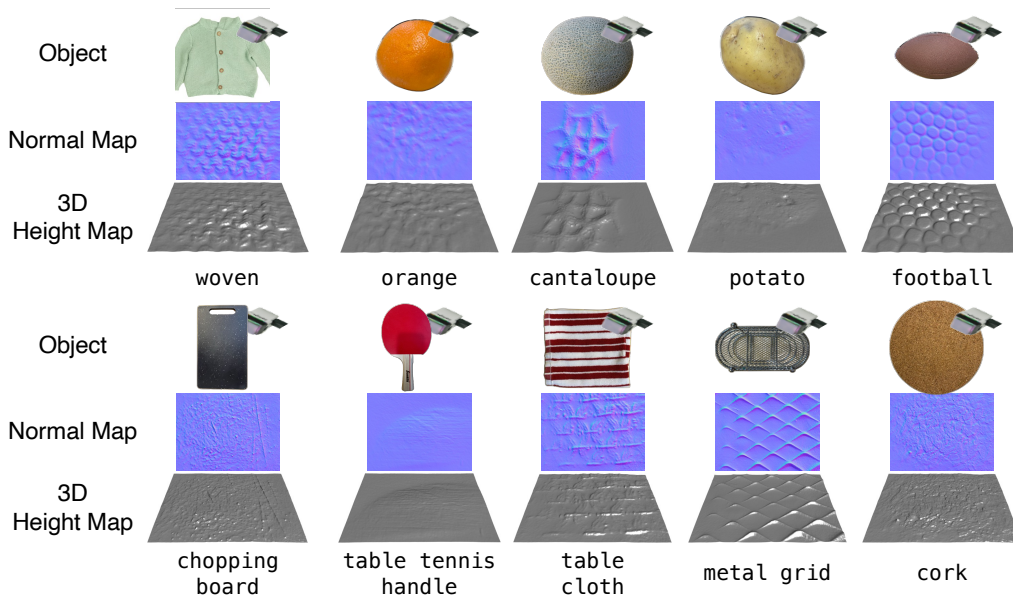 Object
Normal Map
3D
Height Map
woven orange cantaloupe potato football
Object
Normal Map
3D
Height Map
chopping board table tennis handle table cloth metal grid cork